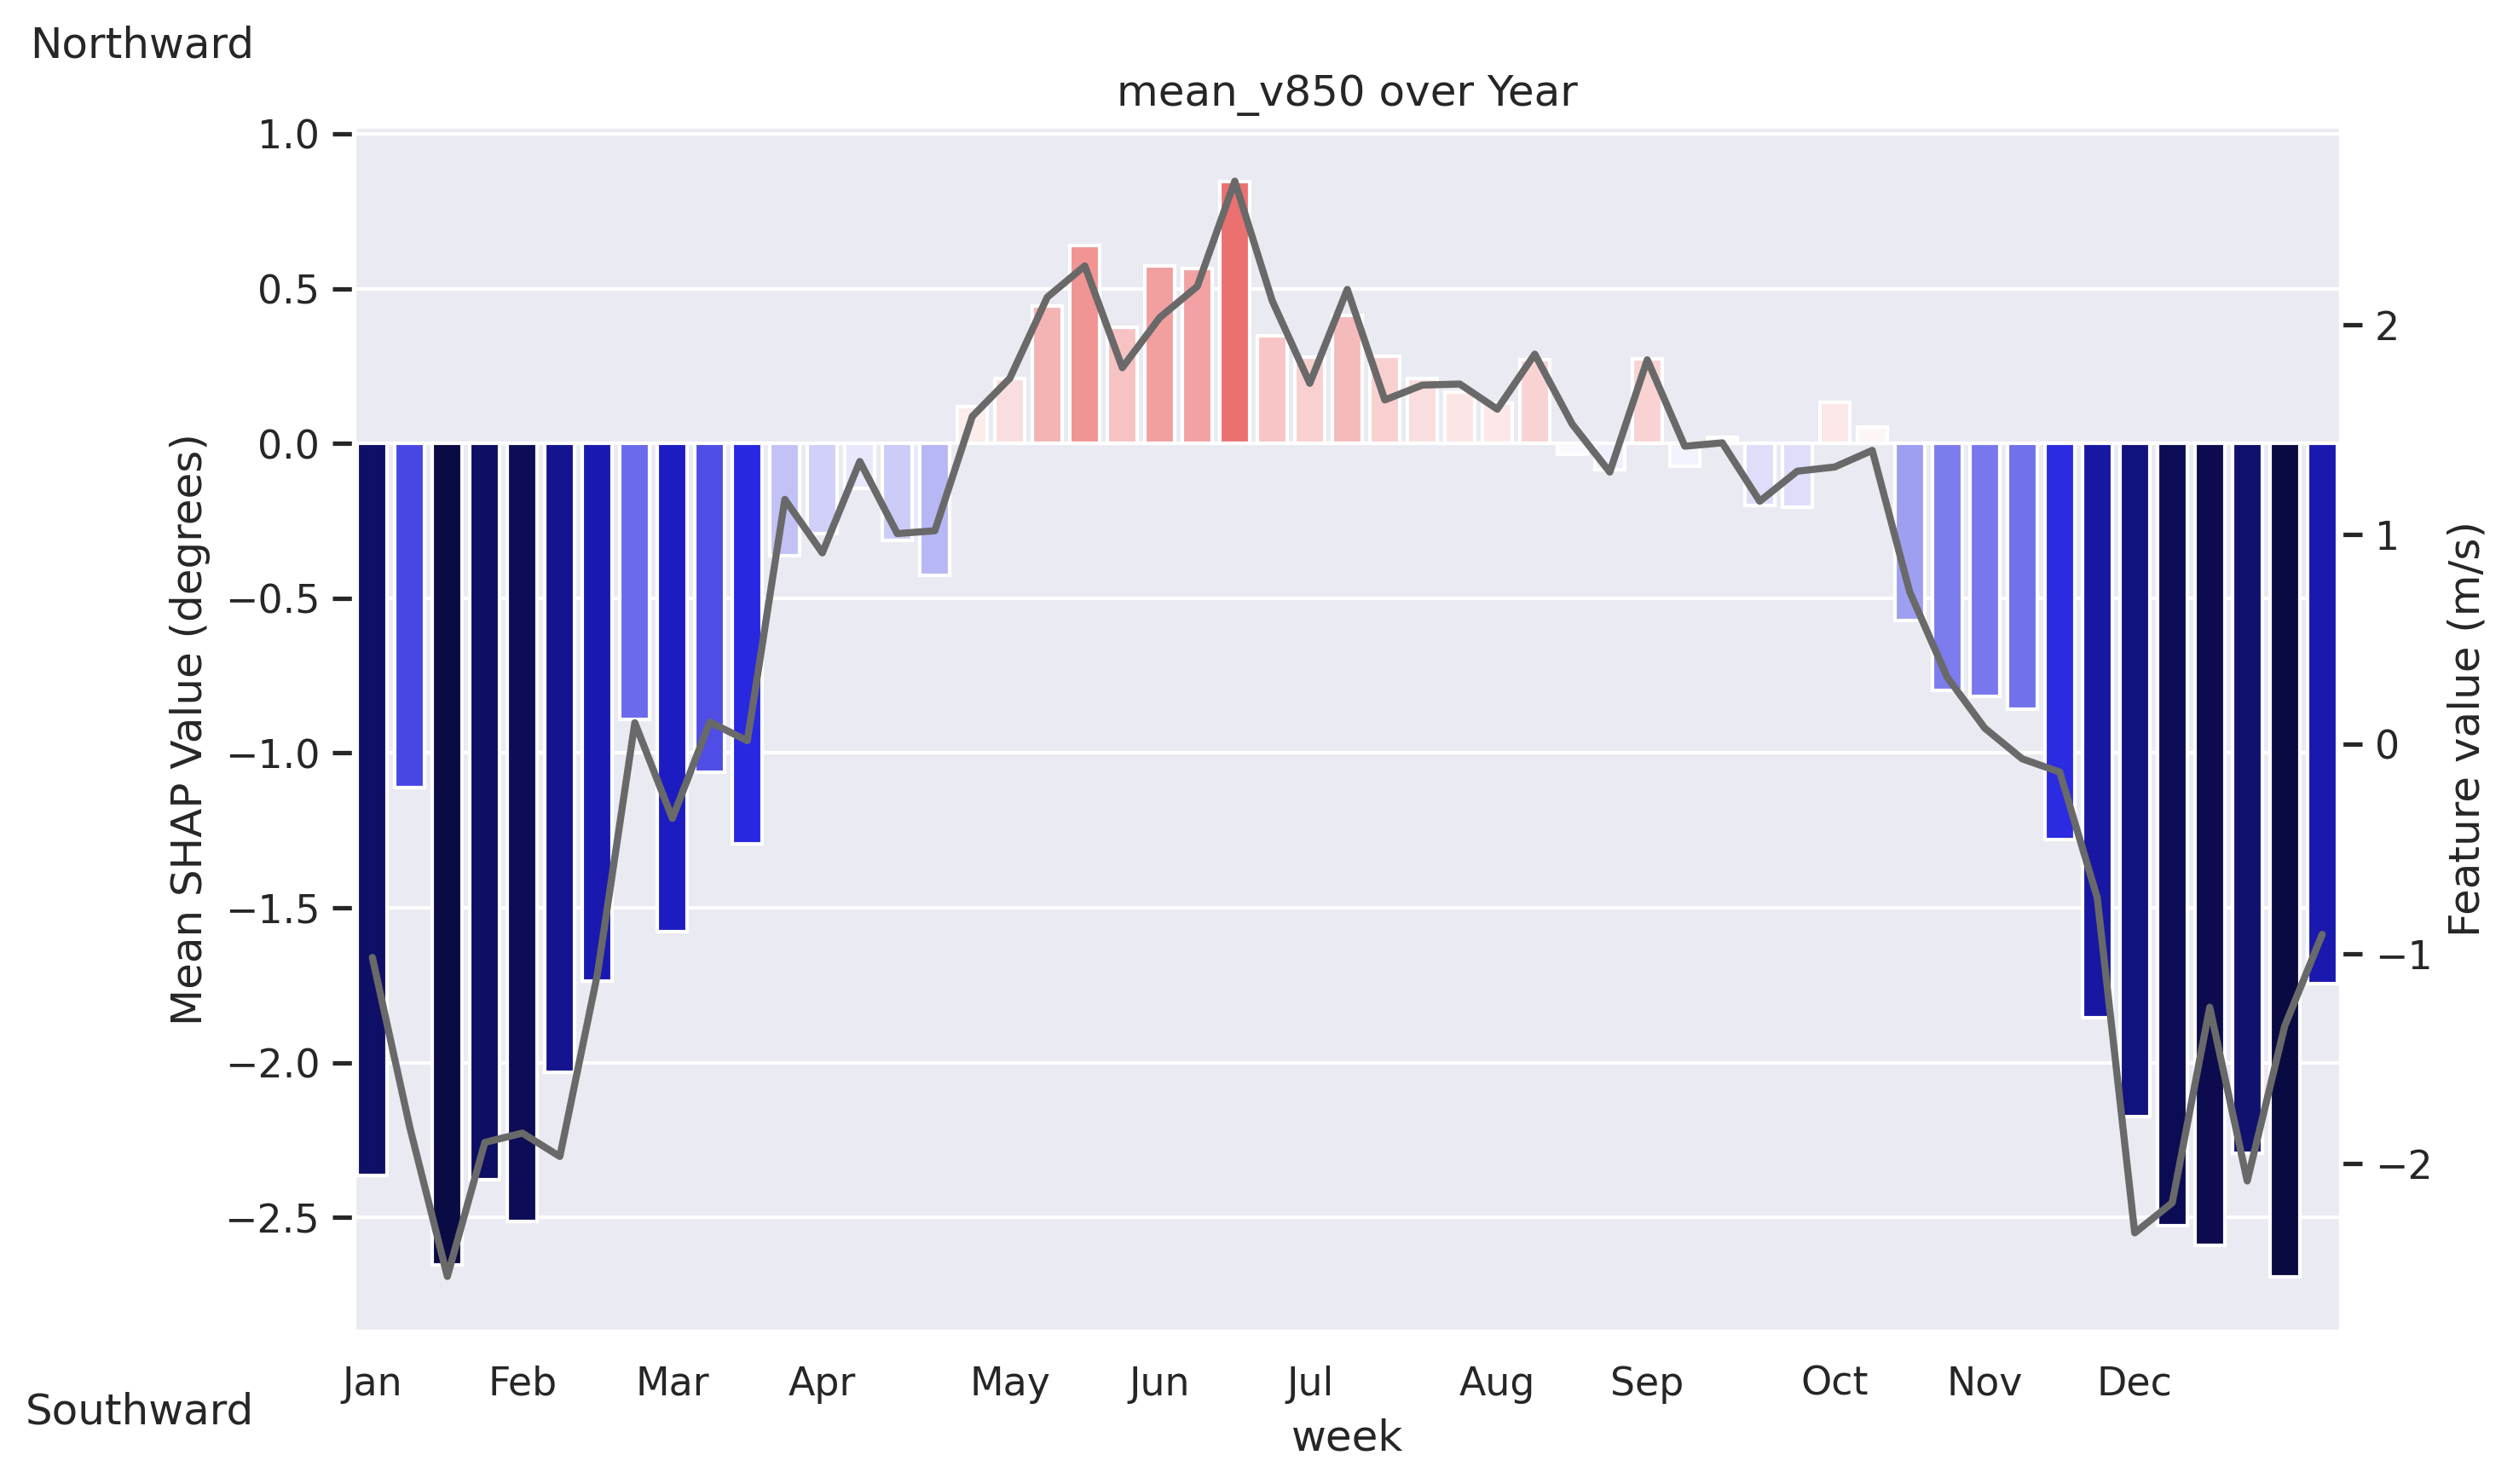 Northward
mean_v850 over Year
1.0
0.5
0.0
−0.5
−1.0
−1.5
−2.0
−2.5
Mean SHAP Value (degrees)
2
1
0
−1
−2
Feature value (m/s)
Jan Feb Mar Apr May Jun Jul Aug Sep Oct Nov Dec
Southward
week